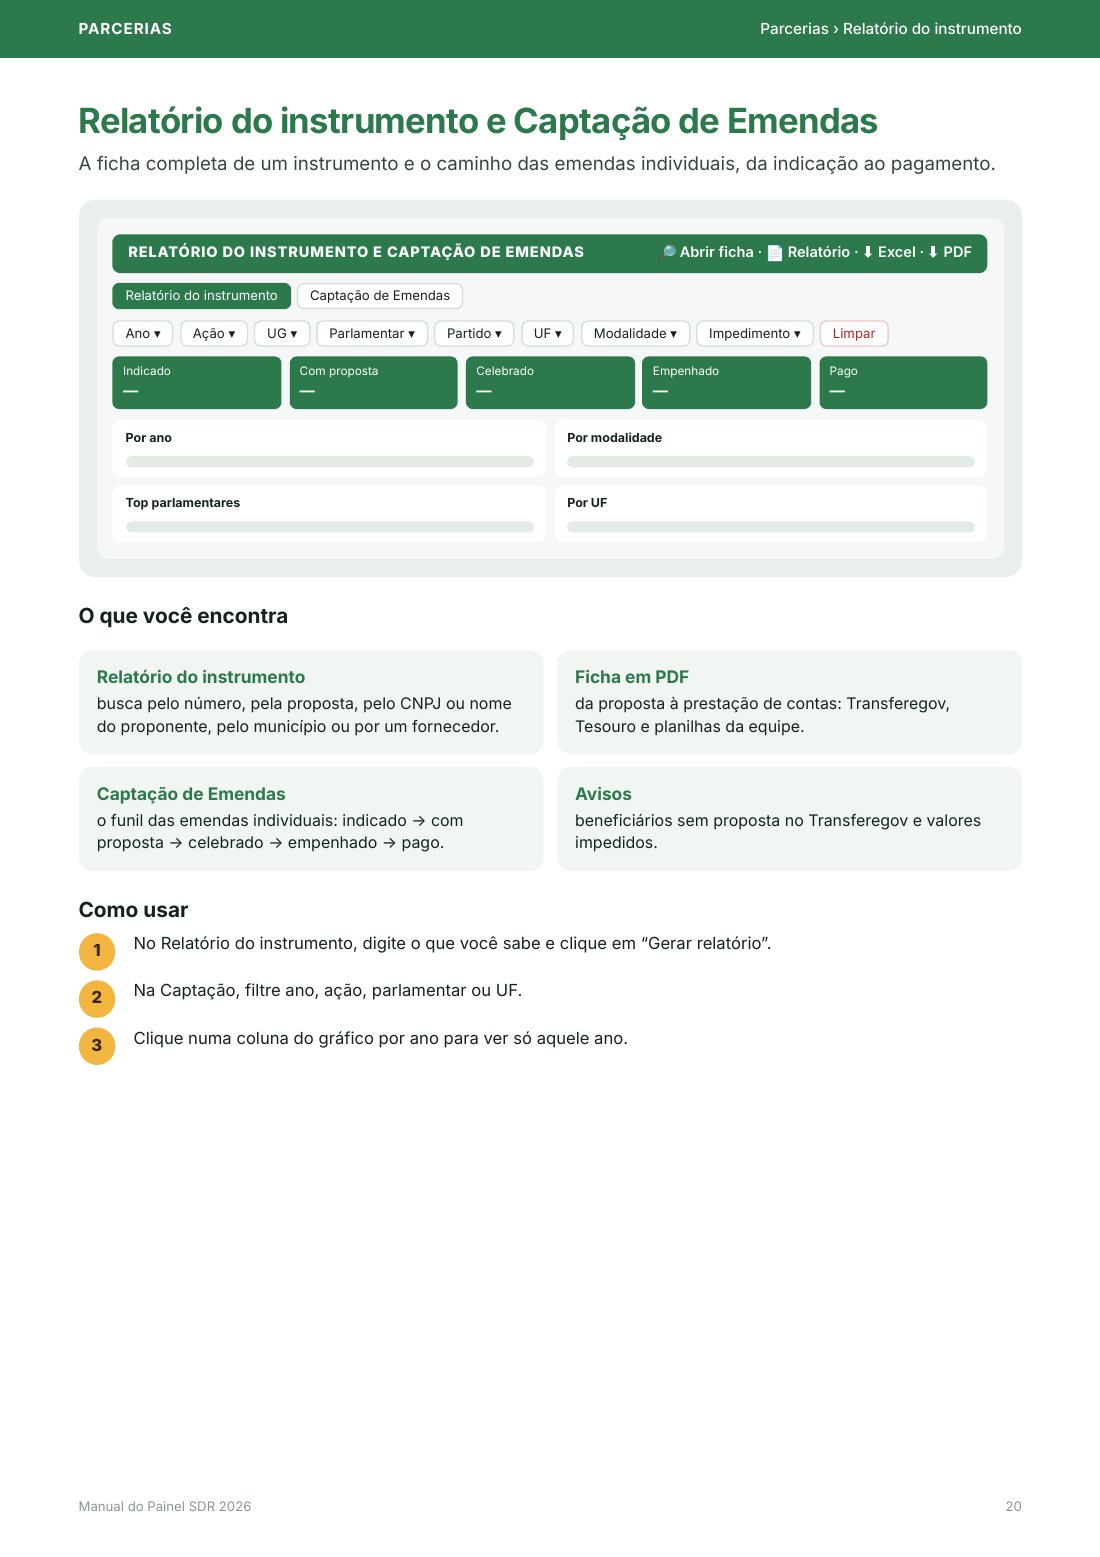 PARCERIAS
Parcerias › Relatório do instrumento
Relatório do instrumento e Captação de Emendas
A ficha completa de um instrumento e o caminho das emendas individuais, da indicação ao pagamento.
RELATÓRIO DO INSTRUMENTO E CAPTAÇÃO DE EMENDAS
🔎 Abrir ficha · 📄 Relatório · ⬇ Excel · ⬇ PDF
Relatório do instrumento
Captação de Emendas
Ano ▾
Ação ▾
UG ▾
Parlamentar ▾
Partido ▾
UF ▾
Modalidade ▾
Impedimento ▾
Limpar
Indicado
—
Com proposta
—
Celebrado
—
Empenhado
—
Pago
—
Por ano
Por modalidade
Top parlamentares
Por UF
O que você encontra
Relatório do instrumento
busca pelo número, pela proposta, pelo CNPJ ou nome
do proponente, pelo município ou por um fornecedor.
Ficha em PDF
da proposta à prestação de contas: Transferegov,
Tesouro e planilhas da equipe.
Captação de Emendas
o funil das emendas individuais: indicado → com
proposta → celebrado → empenhado → pago.
Avisos
beneficiários sem proposta no Transferegov e valores
impedidos.
Como usar
1
No Relatório do instrumento, digite o que você sabe e clique em “Gerar relatório”.
2
Na Captação, filtre ano, ação, parlamentar ou UF.
3
Clique numa coluna do gráfico por ano para ver só aquele ano.
Manual do Painel SDR 2026
20